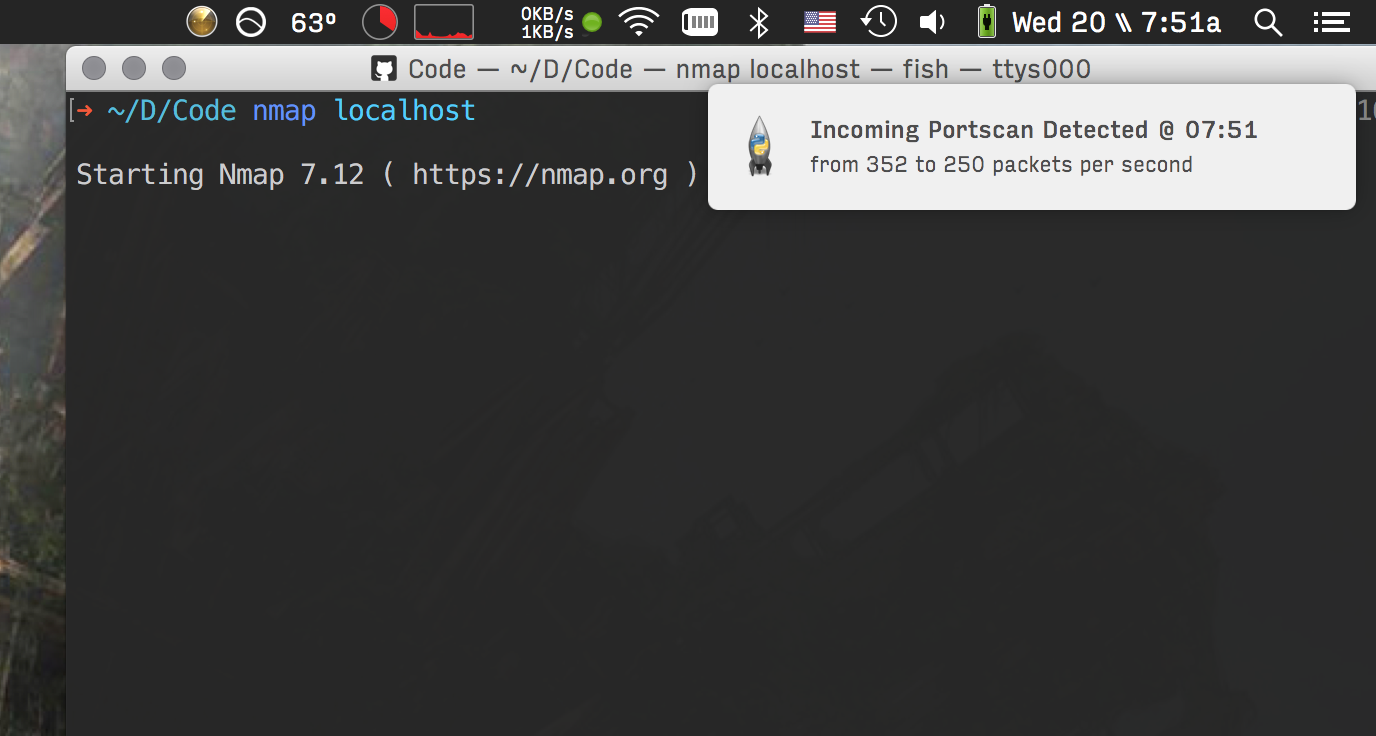 63º
0KB/s
1KB/s
Wed 20 \\ 7:51a
Code — ~/D/Code — nmap localhost — fish — ttys000
➜ ~/D/Code nmap localhost
Incoming Portscan Detected @ 07:51
from 352 to 250 packets per second
Starting Nmap 7.12 ( https://nmap.org )